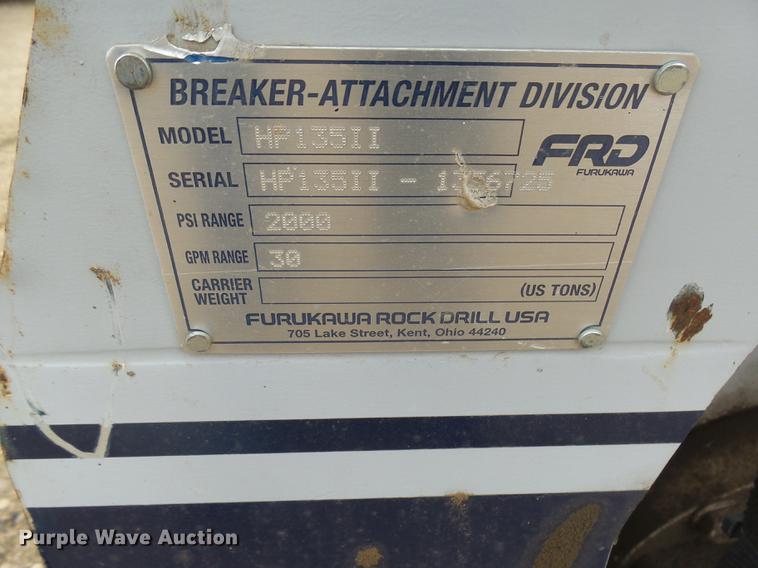 BREAKER-ATTACHMENT DIVISION
MODEL HP135II
FRD
FURUKAWA
SERIAL HP135II -
PSI RANGE 2000
GPM RANGE 30
CARRIER WEIGHT (US TONS)
FURUKAWA ROCK DRILL USA
705 Lake Street, Kent, Ohio 44240
Purple Wave Auction